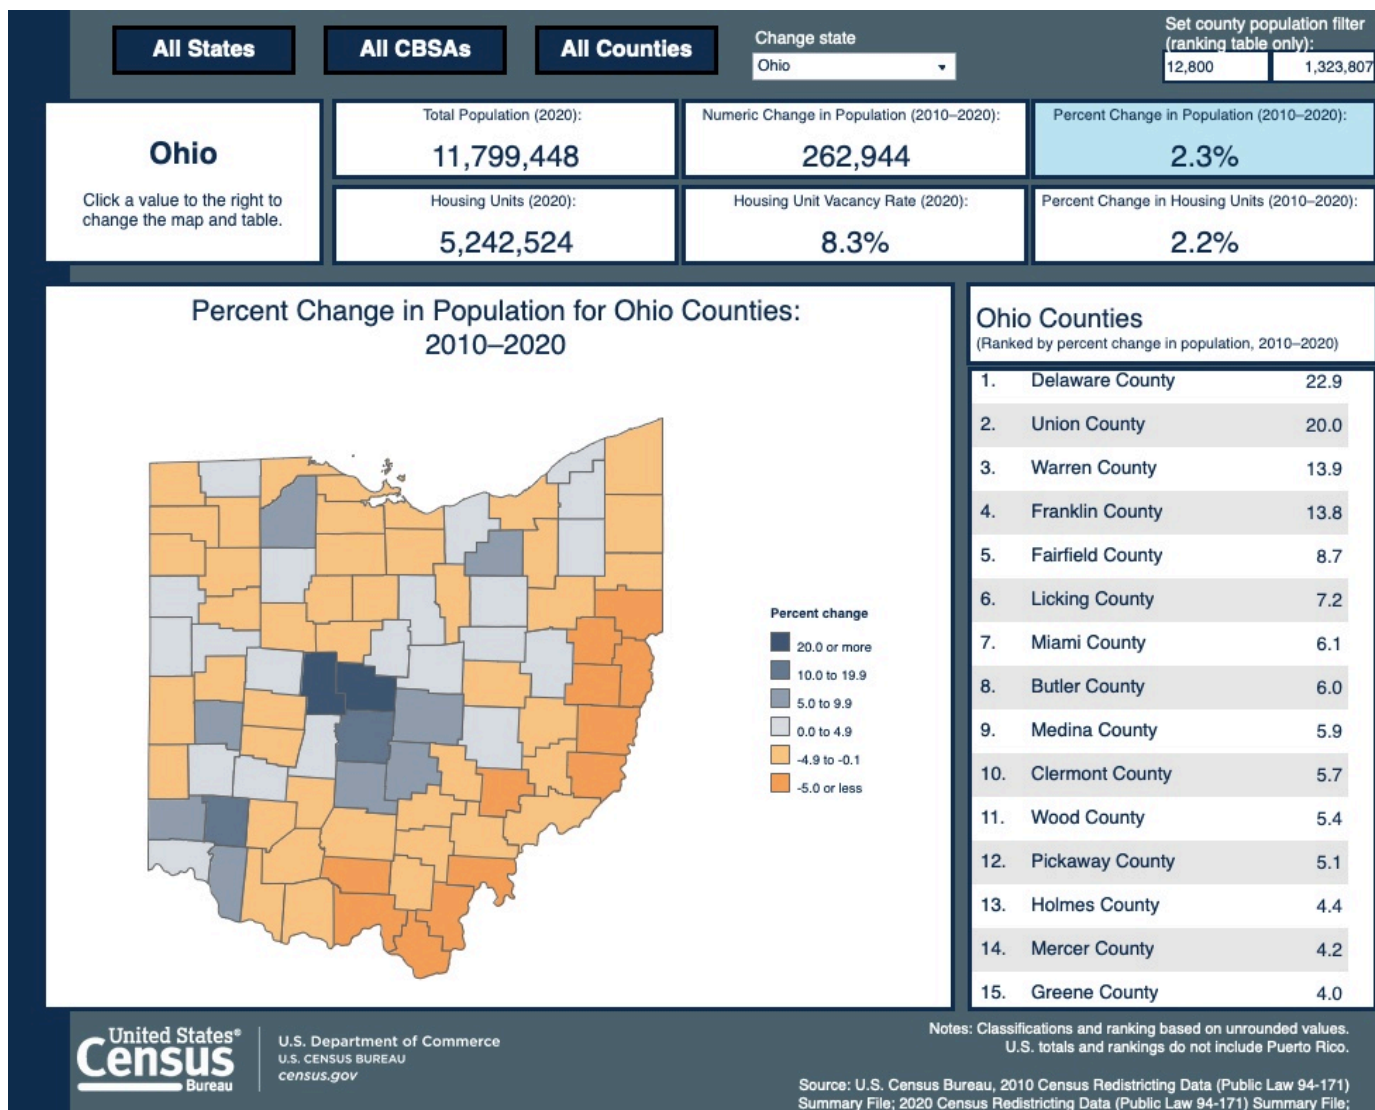 All States
All CBSAs
All Counties
Change state
Ohio
Set county population filter
(ranking table only):
12,800
1,323,807
Ohio
Click a value to the right to
change the map and table.
Total Population (2020):
11,799,448
Numeric Change in Population (2010–2020):
262,944
Percent Change in Population (2010–2020):
2.3%
Housing Units (2020):
5,242,524
Housing Unit Vacancy Rate (2020):
8.3%
Percent Change in Housing Units (2010–2020):
2.2%
Percent Change in Population for Ohio Counties:
2010–2020
Percent change
20.0 or more
10.0 to 19.9
5.0 to 9.9
0.0 to 4.9
-4.9 to -0.1
-5.0 or less
Ohio Counties
(Ranked by percent change in population, 2010–2020)
1. Delaware County 22.9
2. Union County 20.0
3. Warren County 13.9
4. Franklin County 13.8
5. Fairfield County 8.7
6. Licking County 7.2
7. Miami County 6.1
8. Butler County 6.0
9. Medina County 5.9
10. Clermont County 5.7
11. Wood County 5.4
12. Pickaway County 5.1
13. Holmes County 4.4
14. Mercer County 4.2
15. Greene County 4.0
United States®
Census
Bureau
U.S. Department of Commerce
U.S. CENSUS BUREAU
census.gov
Notes: Classifications and ranking based on unrounded values.
U.S. totals and rankings do not include Puerto Rico.
Source: U.S. Census Bureau, 2010 Census Redistricting Data (Public Law 94-171)
Summary File; 2020 Census Redistricting Data (Public Law 94-171) Summary File;